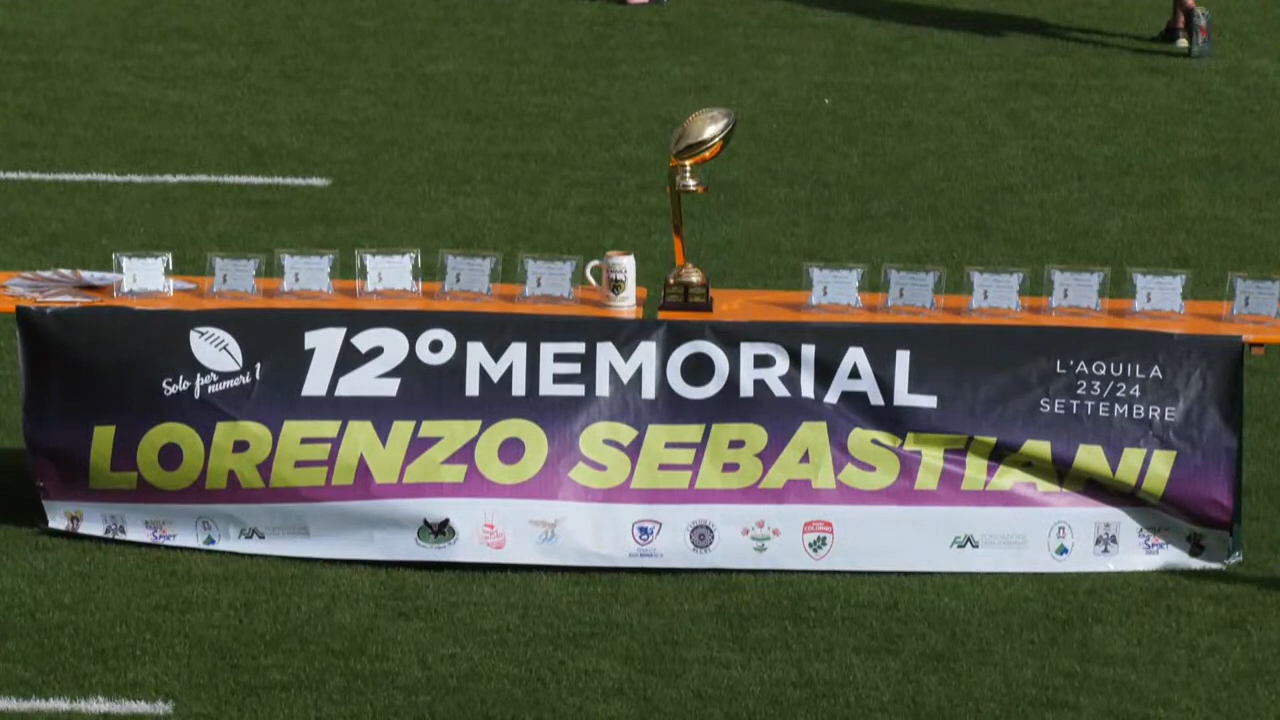 Solo per numeri 1
12° MEMORIAL
LORENZO SEBASTIANI
L'AQUILA
23/24
SETTEMBRE